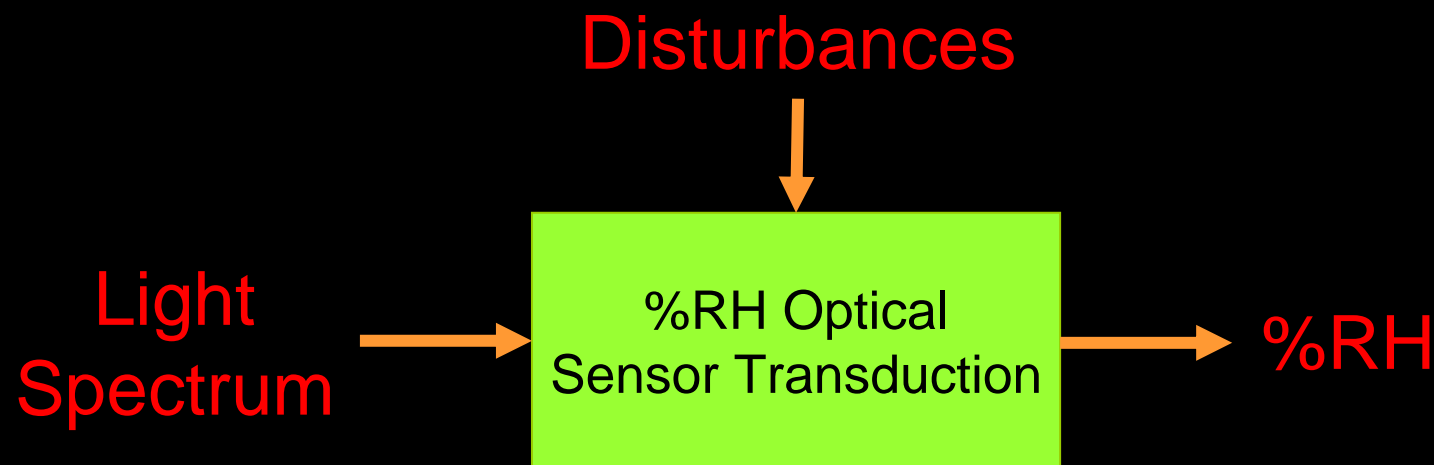 Disturbances
Light
Spectrum
%RH Optical
Sensor Transduction
%RH